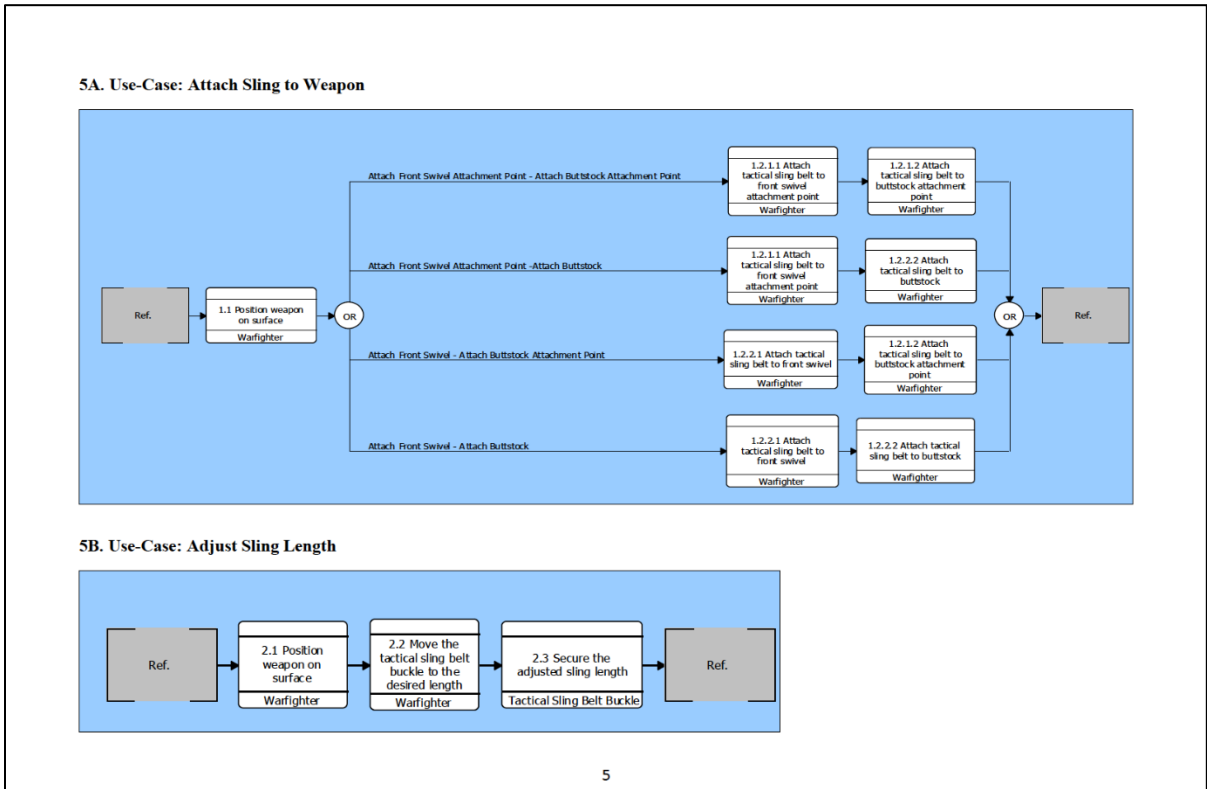 5A. Use-Case: Attach Sling to Weapon
Attach Front Swivel Attachment Point - Attach Buttstock Attachment Point
1.2.1.1 Attach
tactical sling belt to
front swivel
attachment point
Warfighter
1.2.1.2 Attach
tactical sling belt to
buttstock attachment
point
Warfighter
Attach Front Swivel Attachment Point -Attach Buttstock
1.2.1.1 Attach
tactical sling belt to
front swivel
attachment point
Warfighter
1.2.2.2 Attach
tactical sling belt to
buttstock
Warfighter
Ref.
1.1 Position weapon
on surface
Warfighter
OR
OR
Ref.
Attach Front Swivel - Attach Buttstock Attachment Point
1.2.2.1 Attach tactical
sling belt to front swivel
Warfighter
1.2.1.2 Attach
tactical sling belt to
buttstock attachment
point
Warfighter
Attach Front Swivel - Attach Buttstock
1.2.2.1 Attach
tactical sling belt to
front swivel
Warfighter
1.2.2.2 Attach tactical
sling belt to buttstock
Warfighter
5B. Use-Case: Adjust Sling Length
Ref.
2.1 Position
weapon on
surface
Warfighter
2.2 Move the
tactical sling belt
buckle to the
desired length
Warfighter
2.3 Secure the
adjusted sling length
Tactical Sling Belt Buckle
Ref.
5